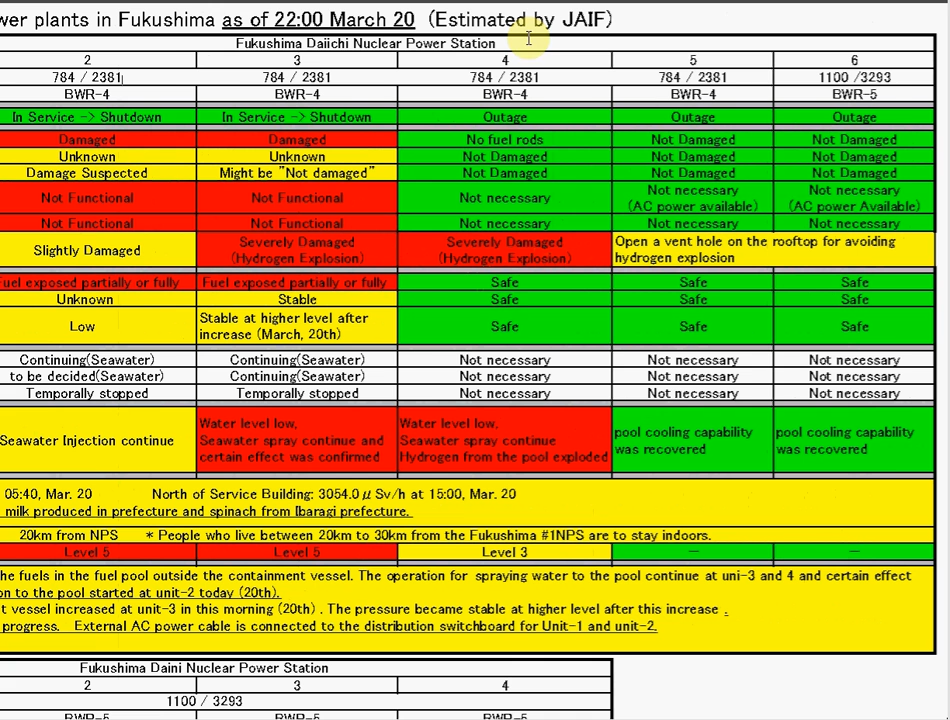 wer plants in Fukushima as of 22:00 March 20 (Estimated by JAIF)
Fukushima Daiichi Nuclear Power Station
2 3 4 5 6
784 / 2381 784 / 2381 784 / 2381 784 / 2381 1100 /3293
BWR-4 BWR-4 BWR-4 BWR-4 BWR-5
In Service -> Shutdown In Service -> Shutdown Outage Outage Outage
Damaged Damaged No fuel rods Not Damaged Not Damaged
Unknown Unknown Not Damaged Not Damaged Not Damaged
Damage Suspected Might be "Not damaged" Not Damaged Not Damaged Not Damaged
Not Functional Not Functional Not necessary Not necessary (AC power available) Not necessary (AC power Available)
Not Functional Not Functional Not necessary Not necessary Not necessary
Slightly Damaged Severely Damaged (Hydrogen Explosion) Severely Damaged (Hydrogen Explosion) Open a vent hole on the rooftop for avoiding hydrogen explosion
Fuel exposed partially or fully Fuel exposed partially or fully Safe Safe Safe
Unknown Stable Safe Safe Safe
Low Stable at higher level after increase (March, 20th) Safe Safe Safe
Continuing(Seawater) Continuing(Seawater) Not necessary Not necessary Not necessary
to be decided(Seawater) Continuing(Seawater) Not necessary Not necessary Not necessary
Temporally stopped Temporally stopped Not necessary Not necessary Not necessary
Seawater Injection continue Water level low, Seawater spray continue and certain effect was confirmed Water level low, Seawater spray continue Hydrogen from the pool exploded pool cooling capability was recovered pool cooling capability was recovered
05:40, Mar. 20 North of Service Building: 3054.0μSv/h at 15:00, Mar. 20
milk produced in prefecture and spinach from Ibaragi prefecture.
20km from NPS * People who live between 20km to 30km from the Fukushima #1NPS are to stay indoors.
Level 5 Level 5 Level 3 — —
he fuels in the fuel pool outside the containment vessel. The operation for spraying water to the pool continue at uni-3 and 4 and certain effect
on to the pool started at unit-2 today (20th).
t vessel increased at unit-3 in this morning (20th) . The pressure became stable at higher level after this increase .
progress. External AC power cable is connected to the distribution switchboard for Unit-1 and unit-2.
Fukushima Daini Nuclear Power Station
2 3 4
1100 / 3293
BWR-5 BWR-5 BWR-5